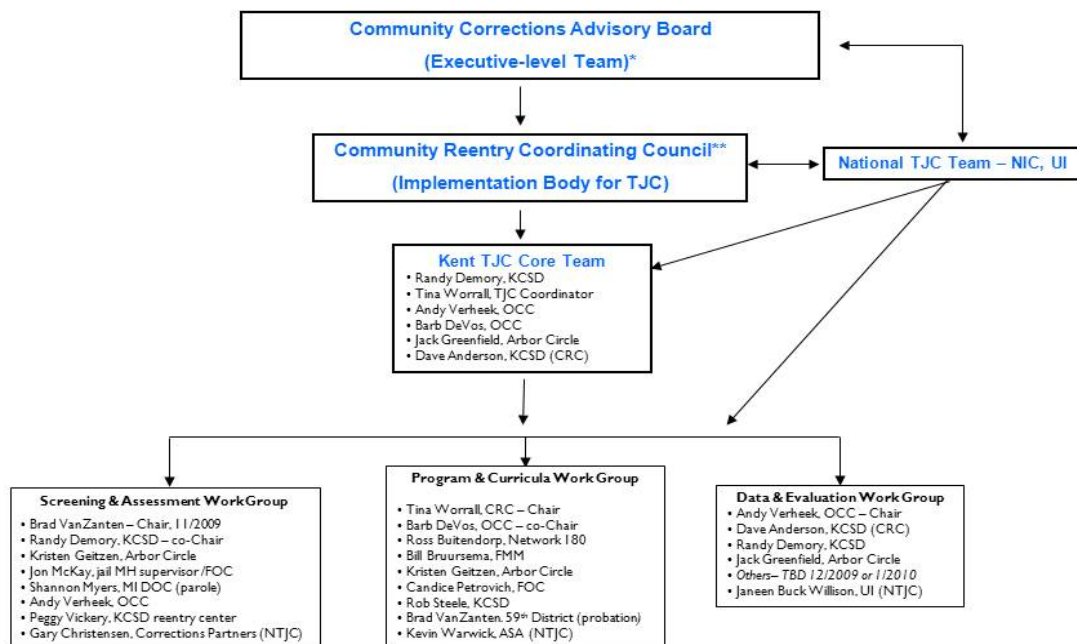 Community Corrections Advisory Board
(Executive-level Team)*
Community Reentry Coordinating Council**
(Implementation Body for TJC)
National TJC Team – NIC, UI
Kent TJC Core Team
• Randy Demory, KCSD
• Tina Worrall, TJC Coordinator
• Andy Verheek, OCC
• Barb DeVos, OCC
• Jack Greenfield, Arbor Circle
• Dave Anderson, KCSD (CRC)
Screening & Assessment Work Group
• Brad VanZanten – Chair, 11/2009
• Randy Demory, KCSD – co-Chair
• Kristen Geitzen, Arbor Circle
• Jon McKay, jail MH supervisor /FOC
• Shannon Myers, MI DOC (parole)
• Andy Verheek, OCC
• Peggy Vickery, KCSD reentry center
• Gary Christensen, Corrections Partners (NTJC)
Program & Curricula Work Group
• Tina Worrall, CRC – Chair
• Barb DeVos, OCC – co-Chair
• Ross Buitendorp, Network 180
• Bill Bruursema, FMM
• Kristen Geitzen, Arbor Circle
• Candice Petrovich, FOC
• Rob Steele, KCSD
• Brad VanZanten. 59th District (probation)
• Kevin Warwick, ASA (NTJC)
Data & Evaluation Work Group
• Andy Verheek, OCC – Chair
• Dave Anderson, KCSD (CRC)
• Randy Demory, KCSD
• Jack Greenfield, Arbor Circle
• Others– TBD 12/2009 or 1/2010
• Janeen Buck Willison, UI (NTJC)